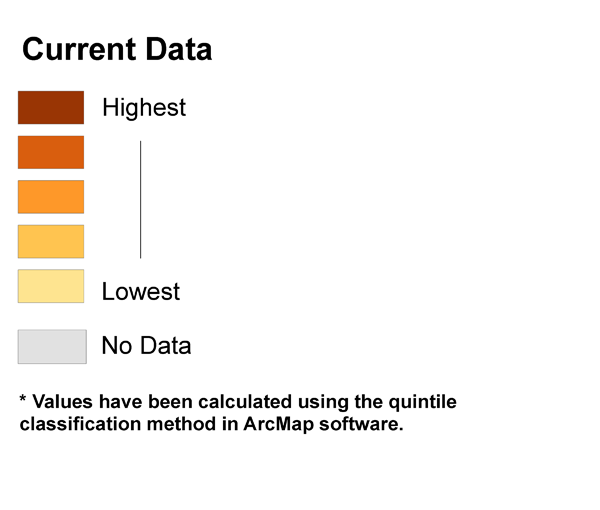 Current Data
Highest
Lowest
No Data
* Values have been calculated using the quintile
classification method in ArcMap software.